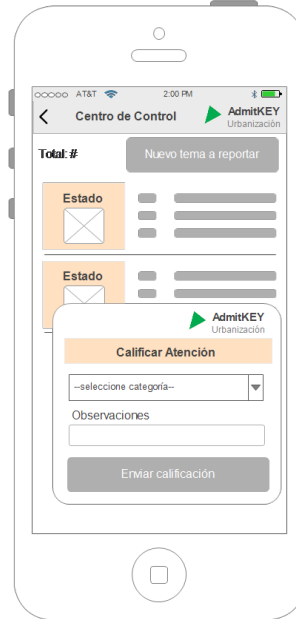 AT&T 2:00 PM
Centro de Control
AdmitKEY
Urbanización
Total: #
Nuevo tema a reportar
Estado
Estado
AdmitKEY
Urbanización
Calificar Atención
--seleccione categoría--
Observaciones
Enviar calificación